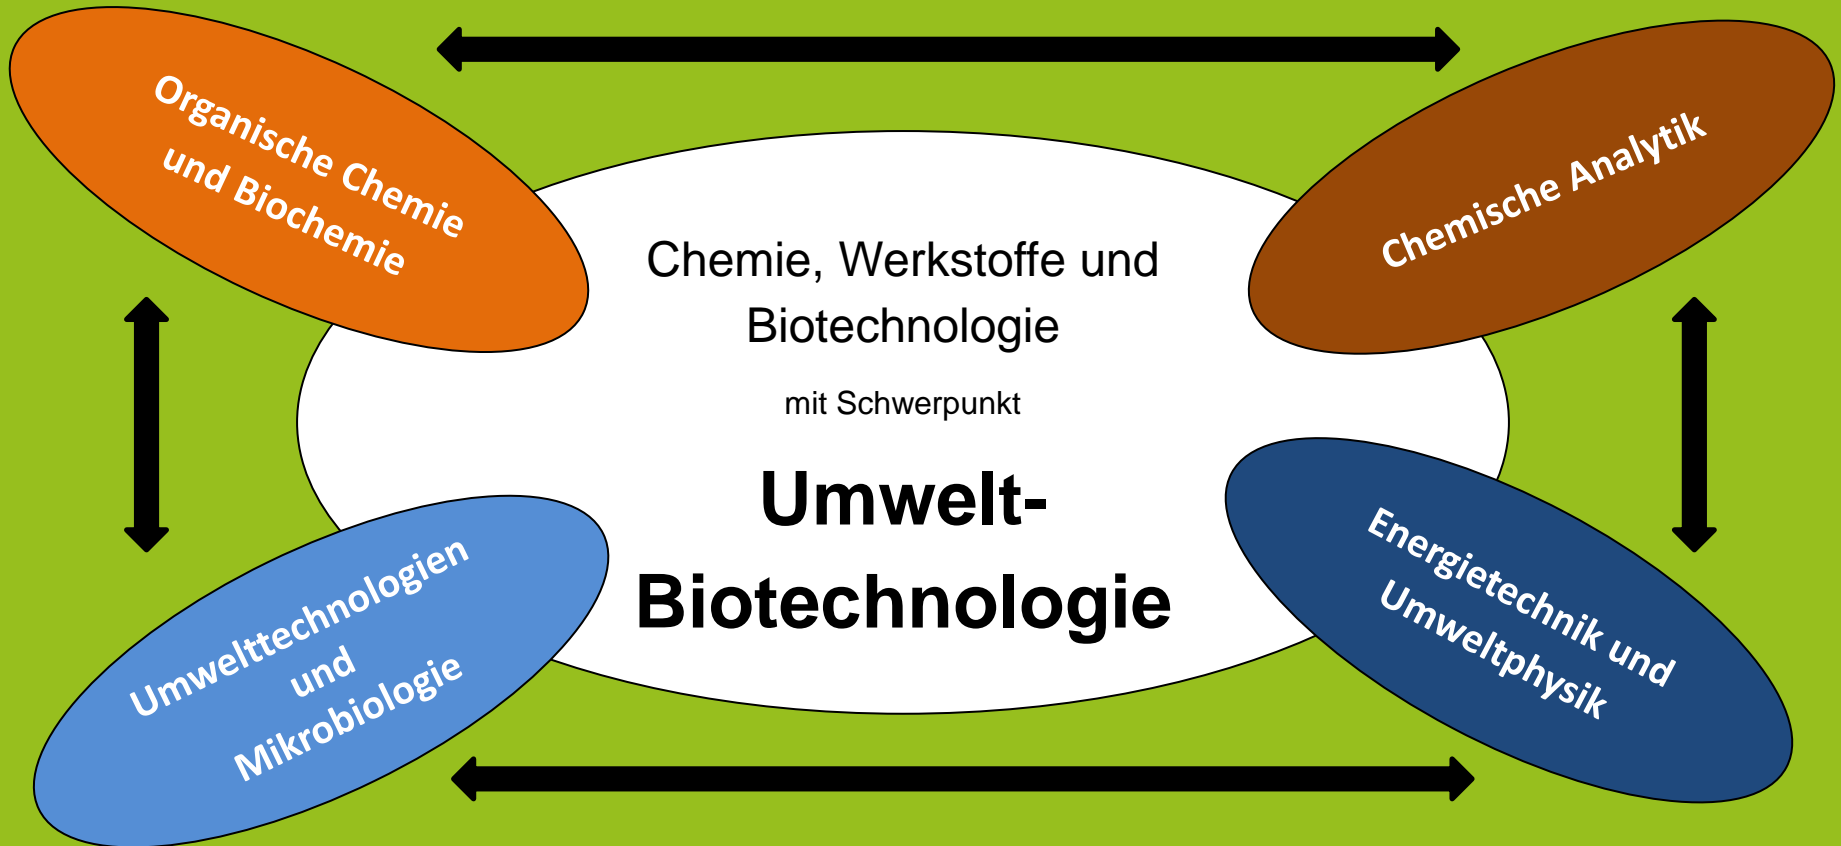 Organische Chemie
und Biochemie
Chemische Analytik
Chemie, Werkstoffe und
Biotechnologie
mit Schwerpunkt
Umwelt-
Biotechnologie
Umwelttechnologien
und
Mikrobiologie
Energietechnik und
Umweltphysik